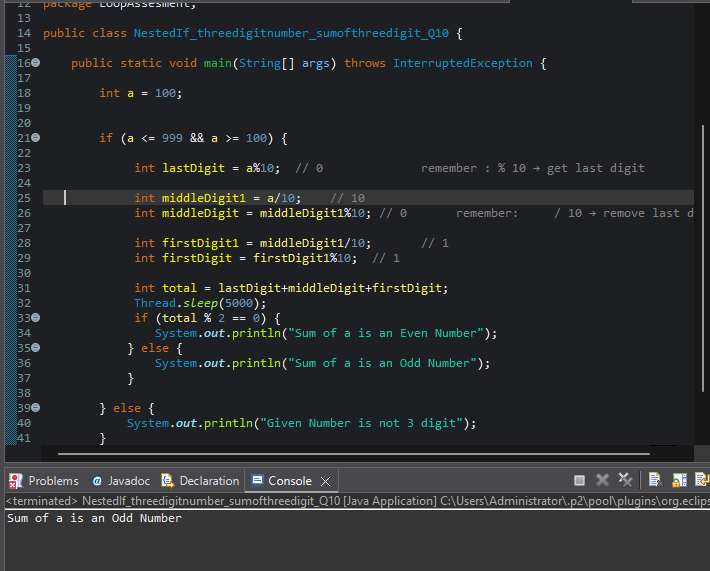 12 package LoopAssesment;
13
14 public class NestedIf_threedigitnumber_sumofthreedigit_Q10 {
15
16 public static void main(String[] args) throws InterruptedException {
17
18 int a = 100;
19
20
21 if (a <= 999 && a >= 100) {
22
23 int lastDigit = a%10; // 0 remember : % 10 → get last digit
24
25 int middleDigit1 = a/10; // 10
26 int middleDigit = middleDigit1%10; // 0 remember: / 10 → remove last d
27
28 int firstDigit1 = middleDigit1/10; // 1
29 int firstDigit = firstDigit1%10; // 1
30
31 int total = lastDigit+middleDigit+firstDigit;
32 Thread.sleep(5000);
33 if (total % 2 == 0) {
34 System.out.println("Sum of a is an Even Number");
35 } else {
36 System.out.println("Sum of a is an Odd Number");
37 }
38
39 } else {
40 System.out.println("Given Number is not 3 digit");
41 }
Problems @ Javadoc Declaration Console
<terminated> NestedIf_threedigitnumber_sumofthreedigit_Q10 [Java Application] C:\Users\Administrator\.p2\pool\plugins\org.eclips
Sum of a is an Odd Number